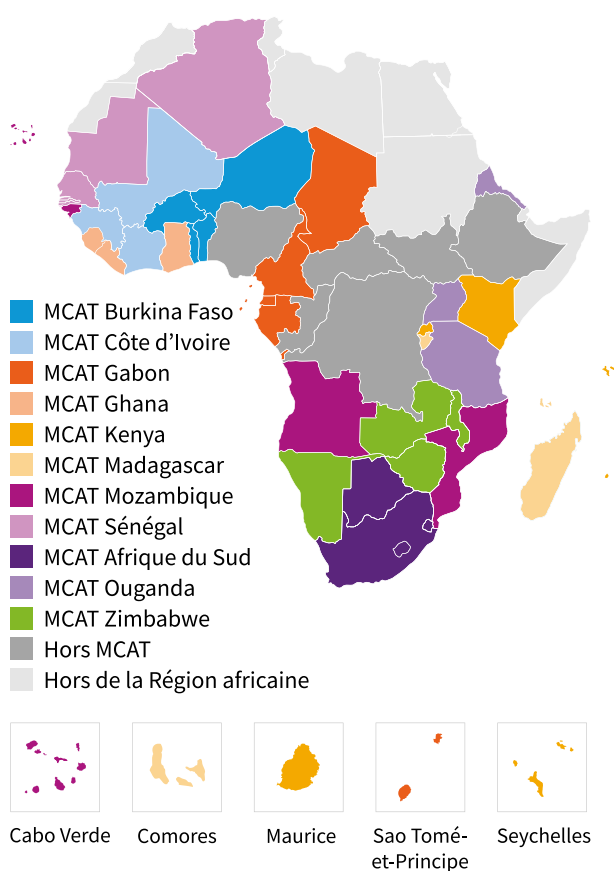 MCAT Burkina Faso
MCAT Côte d’Ivoire
MCAT Gabon
MCAT Ghana
MCAT Kenya
MCAT Madagascar
MCAT Mozambique
MCAT Sénégal
MCAT Afrique du Sud
MCAT Ouganda
MCAT Zimbabwe
Hors MCAT
Hors de la Région africaine
Cabo Verde
Comores
Maurice
Sao Tomé-
et-Principe
Seychelles